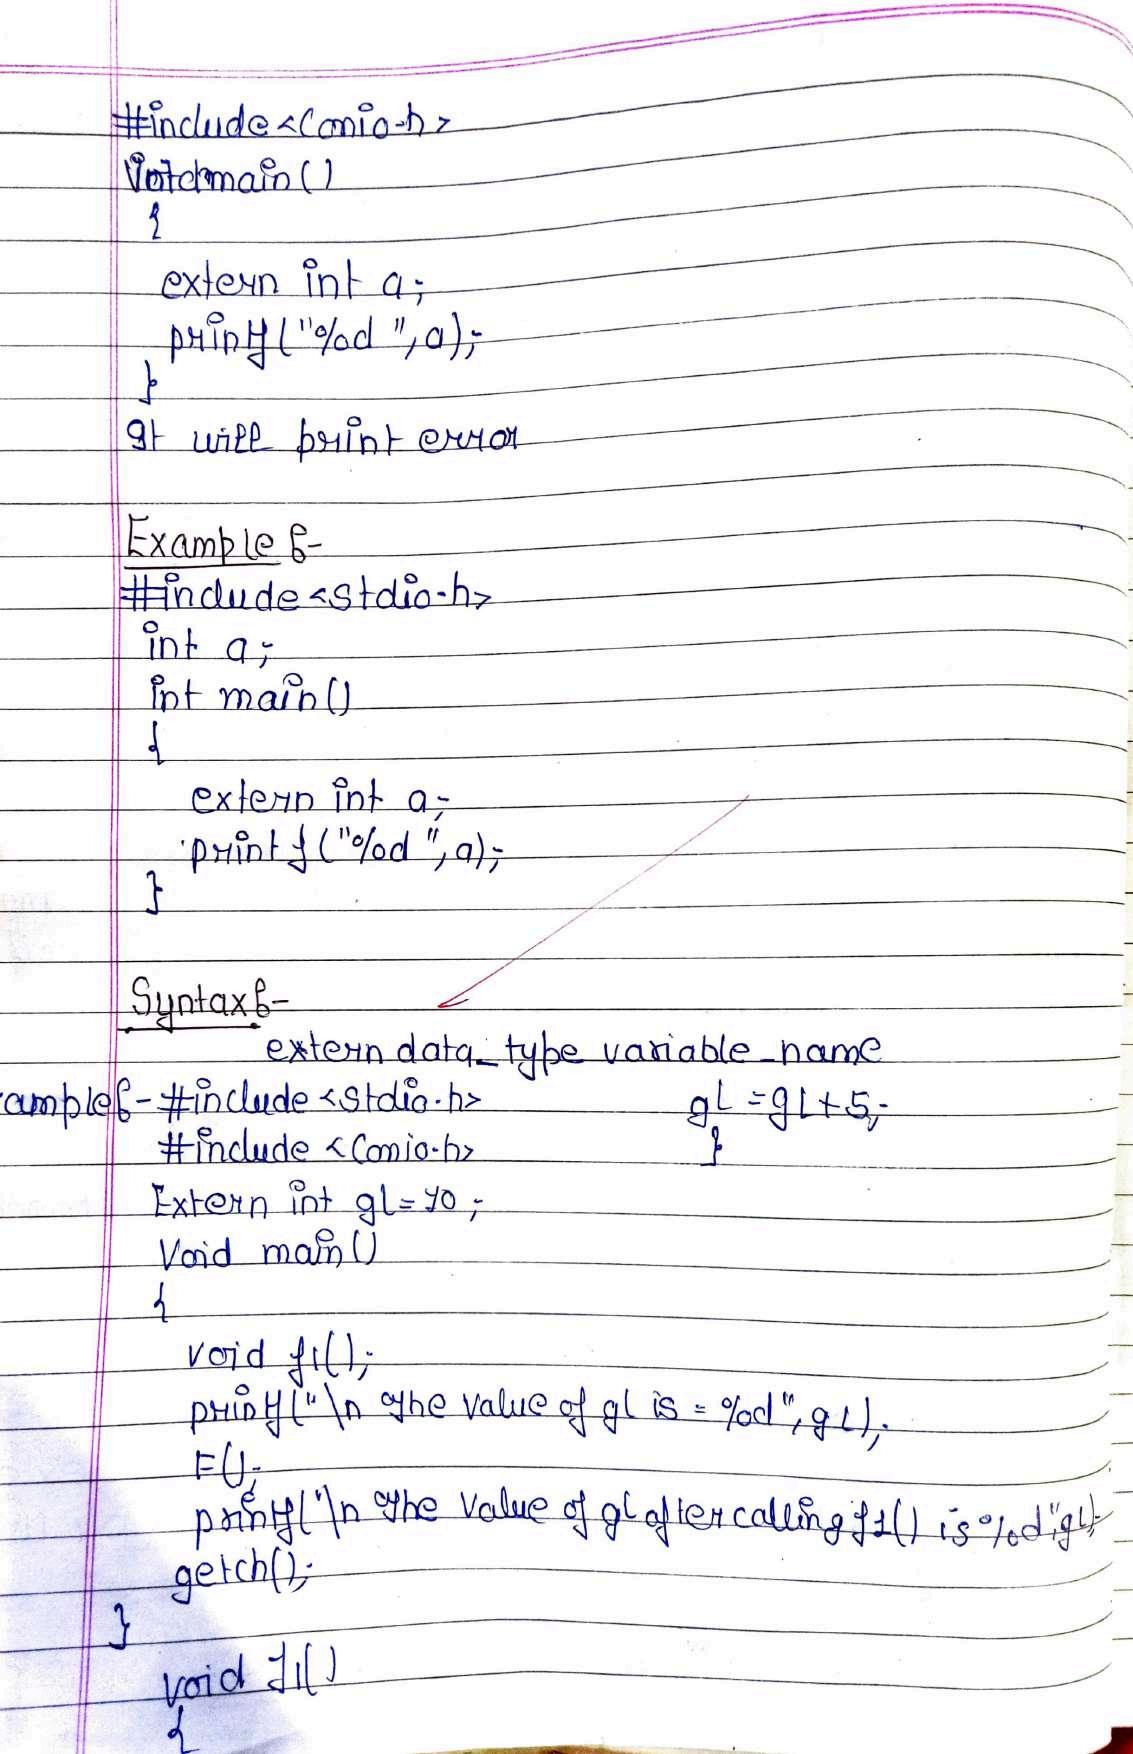 #include<conio.h>
void main()
{
extern int a;
printf("%d",a);
}
It will print error
Example:-
#include<stdio.h>
int a;
int main()
{
extern int a;
printf("%d",a);
}
Syntax:-
extern data_type variable_name
ample:- #include<stdio.h>
#include<conio.h>
Extern int gl=10;
Void main()
{
void f1();
printf("\n The value of gl is = %d",gl);
F();
printf("\n The value of gl after calling f1() is %d",gl);
getch();
}
void f1()
{
gl=gl+5;
}